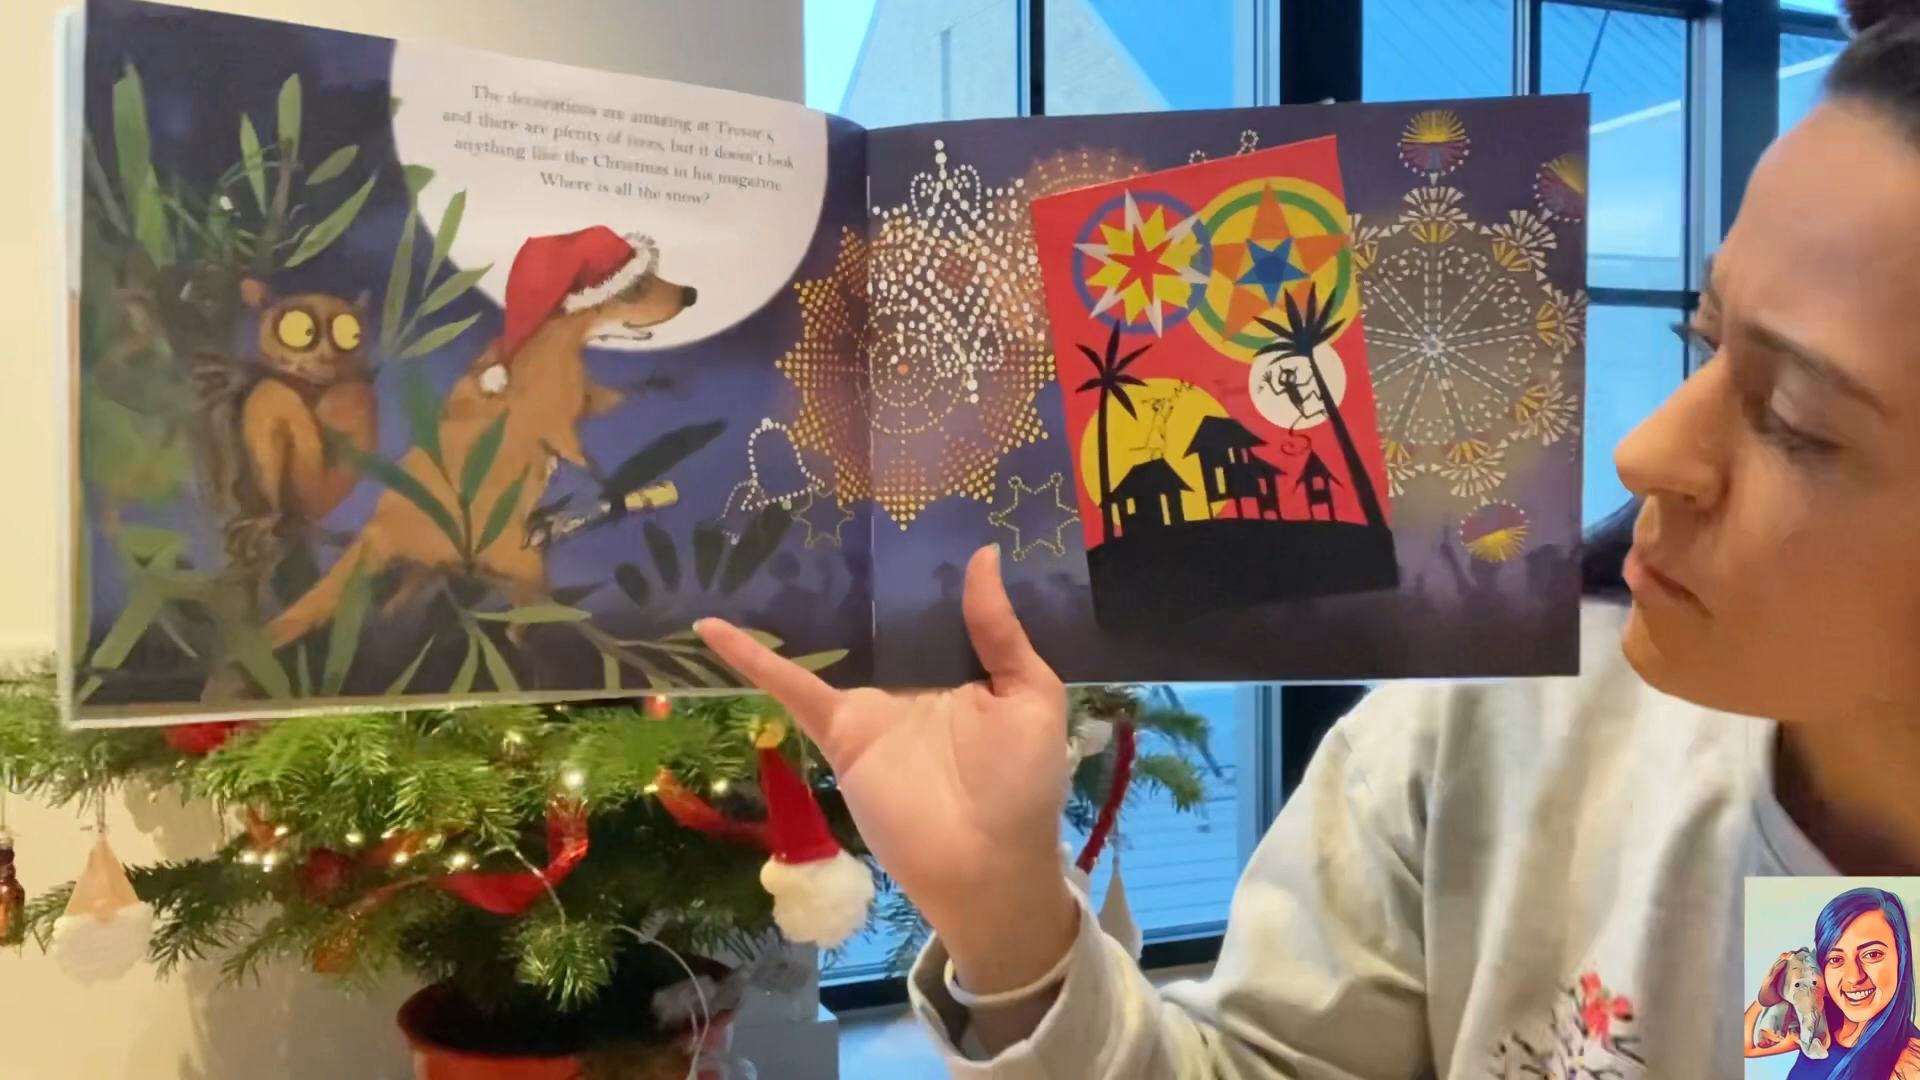 The decorations are amazing at Trevor's,
and there are plenty of trees, but it doesn't look
anything like the Christmas in his magazine.
Where is all the snow?